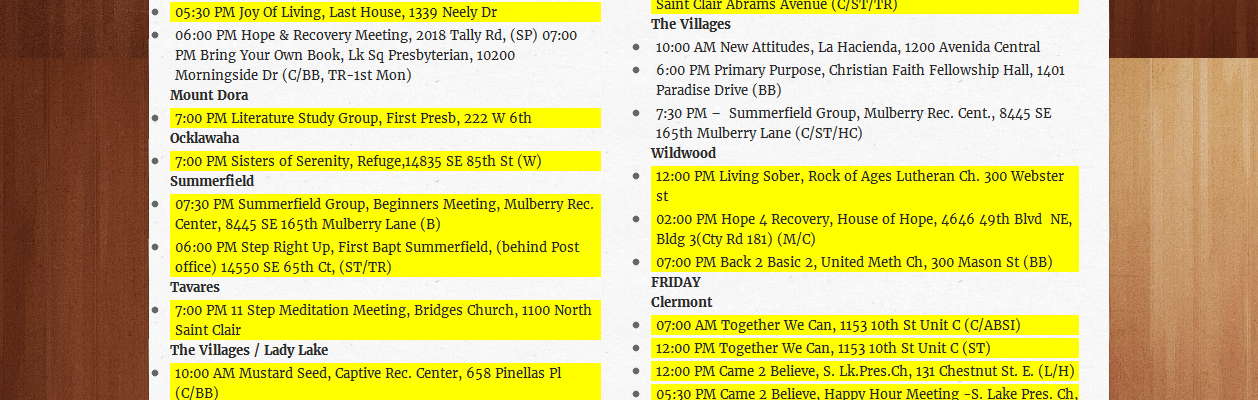 05:30 PM Joy Of Living, Last House, 1339 Neely Dr
06:00 PM Hope & Recovery Meeting, 2018 Tally Rd, (SP) 07:00
PM Bring Your Own Book, Lk Sq Presbyterian, 10200
Morningside Dr (C/BB, TR-1st Mon)
Mount Dora
7:00 PM Literature Study Group, First Presb, 222 W 6th
Ocklawaha
7:00 PM Sisters of Serenity, Refuge,14835 SE 85th St (W)
Summerfield
07:30 PM Summerfield Group, Beginners Meeting, Mulberry Rec.
Center, 8445 SE 165th Mulberry Lane (B)
06:00 PM Step Right Up, First Bapt Summerfield, (behind Post
office) 14550 SE 65th Ct, (ST/TR)
Tavares
7:00 PM 11 Step Meditation Meeting, Bridges Church, 1100 North
Saint Clair
The Villages / Lady Lake
10:00 AM Mustard Seed, Captive Rec. Center, 658 Pinellas Pl
(C/BB)
Saint Clair Abrams Avenue (C/ST/TR)
The Villages
10:00 AM New Attitudes, La Hacienda, 1200 Avenida Central
6:00 PM Primary Purpose, Christian Faith Fellowship Hall, 1401
Paradise Drive (BB)
7:30 PM –  Summerfield Group, Mulberry Rec. Cent., 8445 SE
165th Mulberry Lane (C/ST/HC)
Wildwood
12:00 PM Living Sober, Rock of Ages Lutheran Ch. 300 Webster
st
02:00 PM Hope 4 Recovery, House of Hope, 4646 49th Blvd  NE,
Bldg 3(Cty Rd 181) (M/C)
07:00 PM Back 2 Basic 2, United Meth Ch, 300 Mason St (BB)
FRIDAY
Clermont
07:00 AM Together We Can, 1153 10th St Unit C (C/ABSI)
12:00 PM Together We Can, 1153 10th St Unit C (ST)
12:00 PM Came 2 Believe, S. Lk.Pres.Ch, 131 Chestnut St. E. (L/H)
05:30 PM Came 2 Believe, Happy Hour Meeting -S. Lake Pres. Ch,